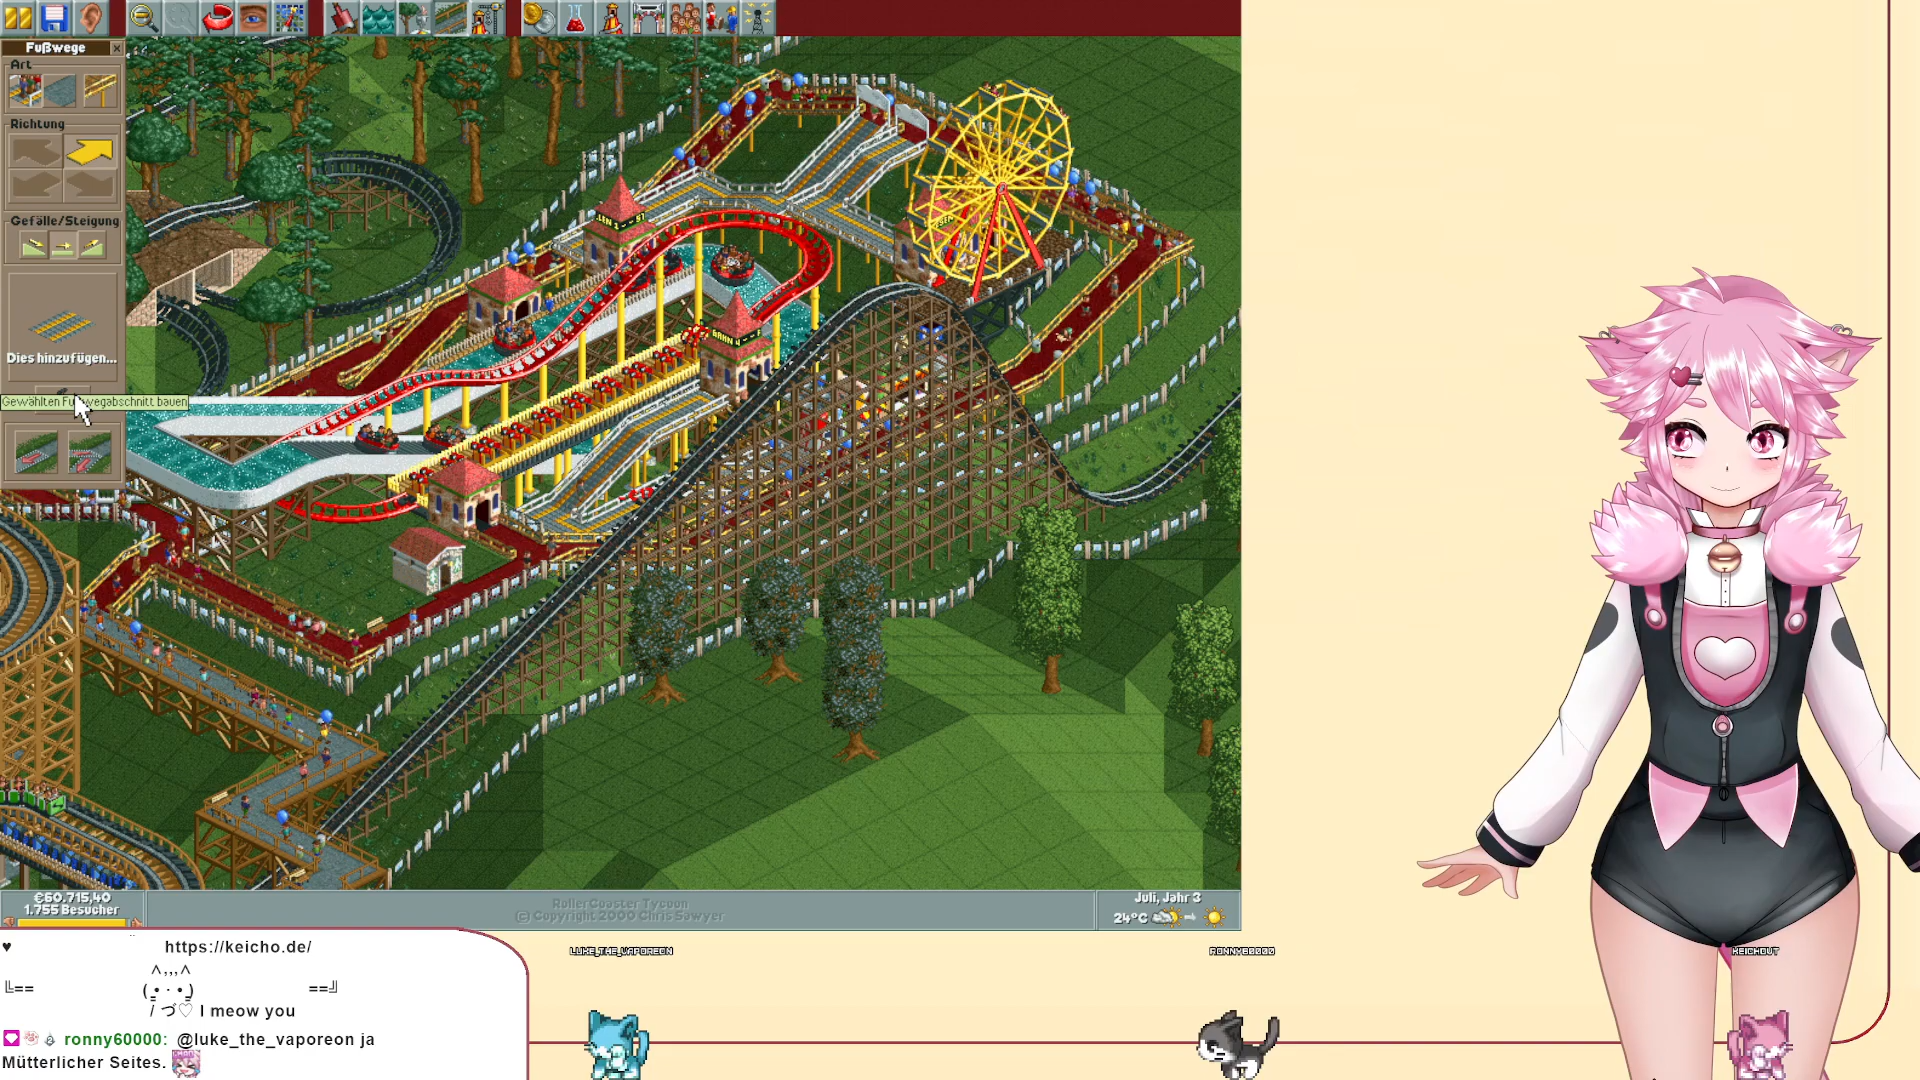 Fußwege
Art
Richtung
Gefälle/Steigung
Dies hinzufügen...
Gewählten Fußwegabschnitt bauen
€60.715,40
1.755 Besucher
RollerCoaster Tycoon
© Copyright 2000 Chris Sawyer
Juli, Jahr 3
24°C
LUKE_THE_VAPOREON
RONNY60000
KEICHOUT
♥ https://keicho.de/
^,,,^
╚== ( ̳• · • ̳) ==╝
/ づ♡ I meow you
ronny60000: @luke_the_vaporeon ja
Mütterlicher Seites.